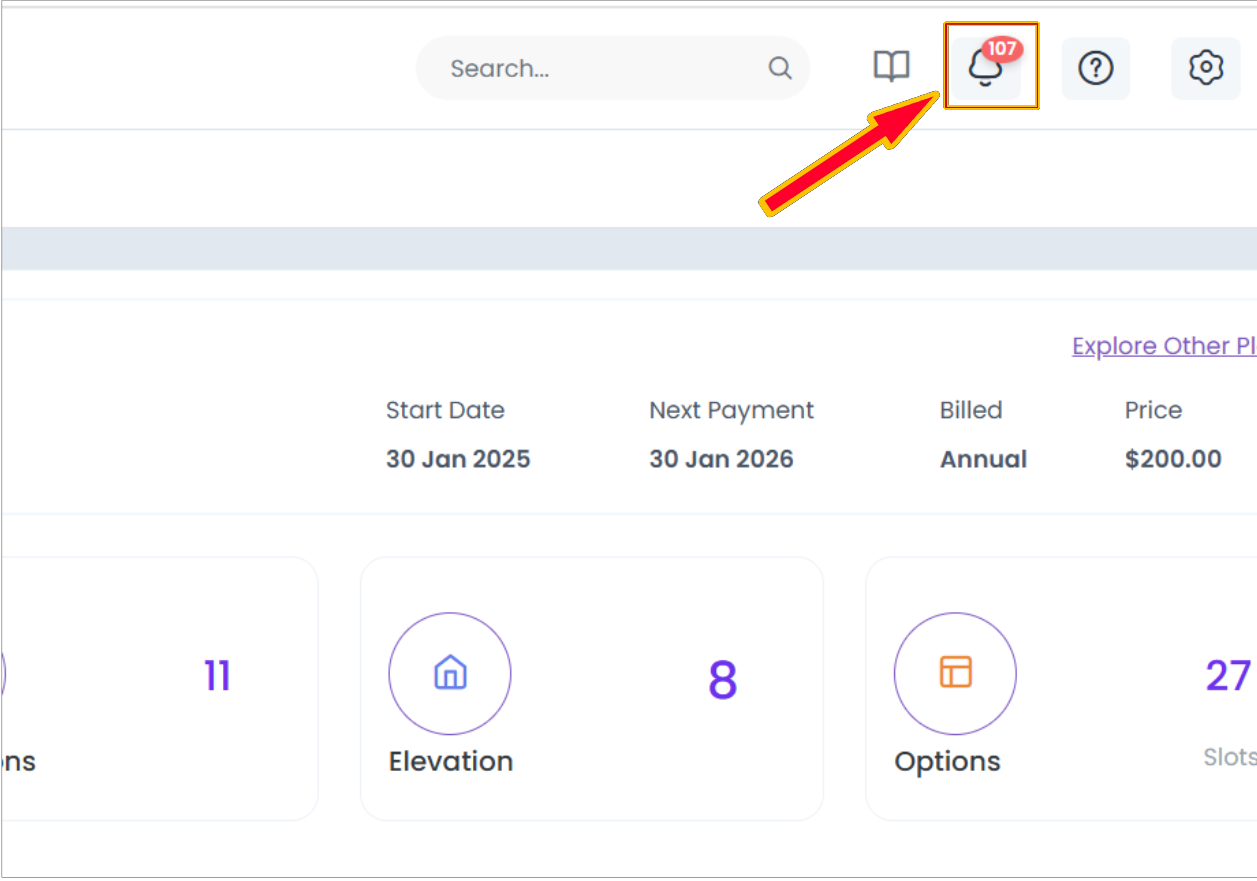 Search...
107
Explore Other Pl
Start Date Next Payment Billed Price
30 Jan 2025 30 Jan 2026 Annual $200.00
11 8 27
ons Elevation Options Slots